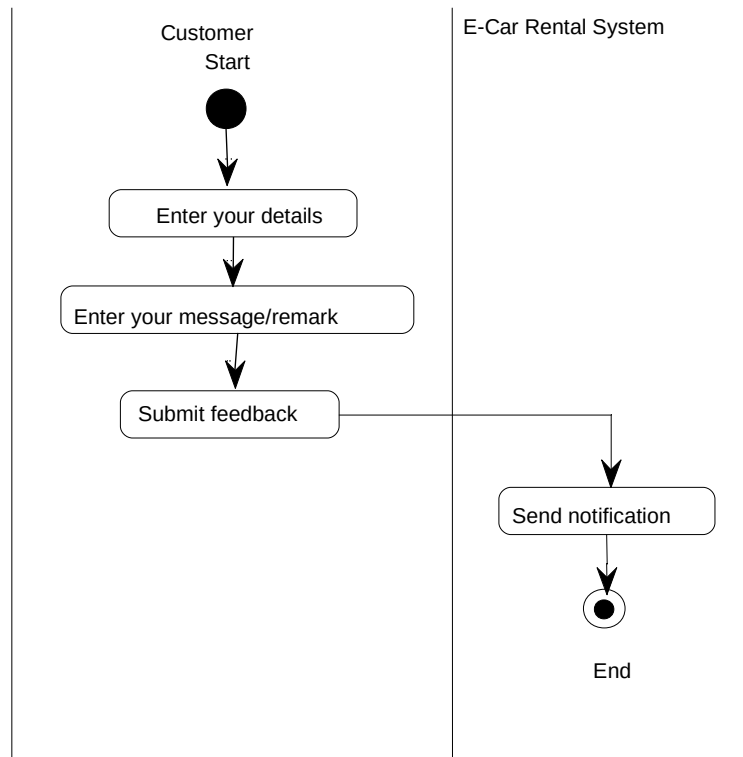 Customer
Start
E-Car Rental System
Enter your details
Enter your message/remark
Submit feedback
Send notification
End